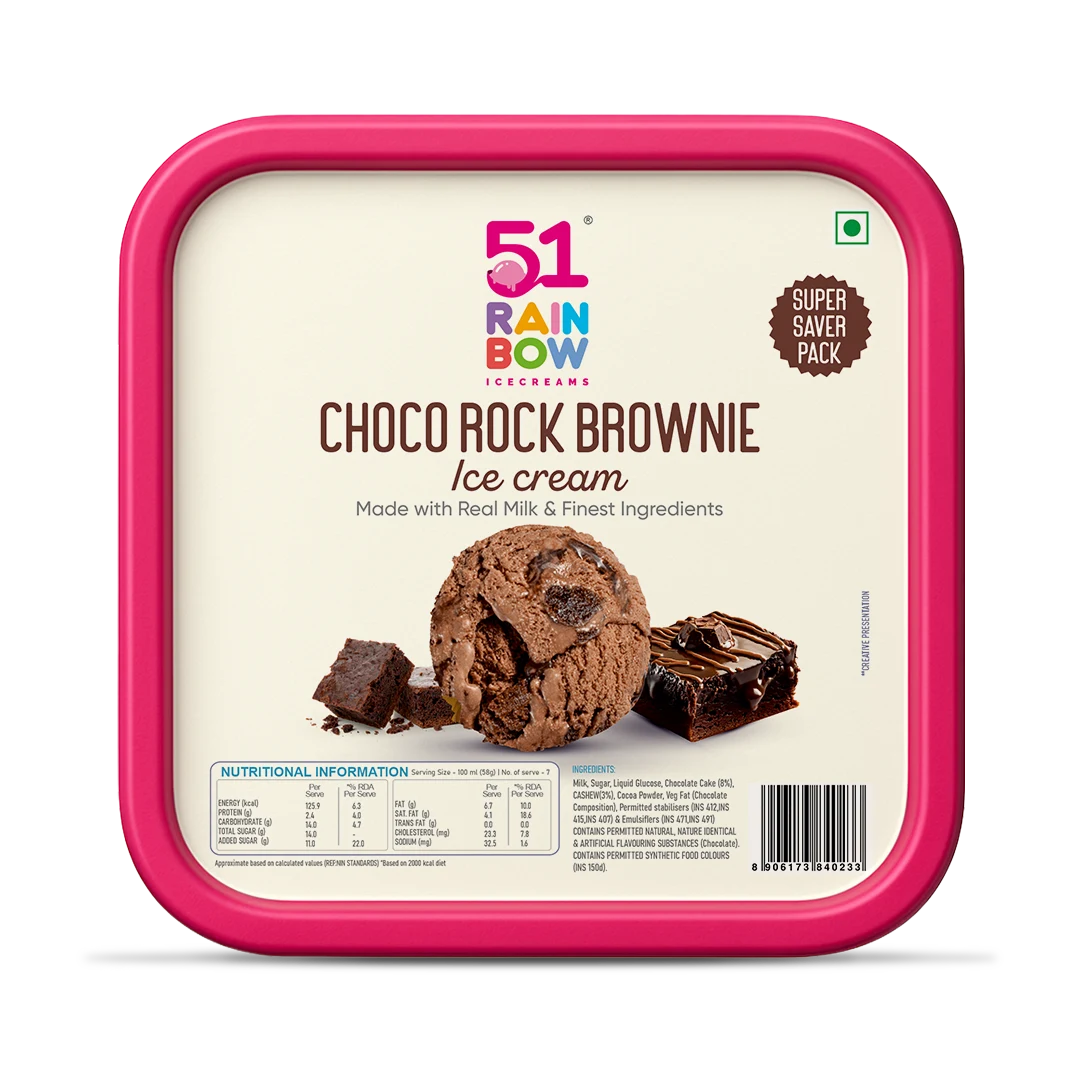 51 ®
RAIN
BOW
ICECREAMS
SUPER
SAVER
PACK
CHOCO ROCK BROWNIE
Ice cream
Made with Real Milk & Finest Ingredients
**CREATIVE PRESENTATION
NUTRITIONAL INFORMATION Serving Size - 100 ml (58g) | No. of serve - 7
Per Serve *% RDA Per Serve
ENERGY (kcal) 125.9 6.3
PROTEIN (g) 2.4 4.0
CARBOHYDRATE (g) 14.0 4.7
TOTAL SUGAR (g) 14.0 -
ADDED SUGAR (g) 11.0 22.0
Per Serve *% RDA Per Serve
FAT (g) 6.7 10.0
SAT. FAT (g) 4.1 18.6
TRANS FAT (g) 0.0 0.0
CHOLESTEROL (mg) 23.3 7.8
SODIUM (mg) 32.5 1.6
Approximate based on calculated values (REF:NIN STANDARDS) *Based on 2000 kcal diet
INGREDIENTS:
Milk, Sugar, Liquid Glucose, Chocolate Cake (8%),
CASHEW(3%), Cocoa Powder, Veg Fat (Chocolate
Composition), Permitted stabilisers (INS 412,INS
415,INS 407) & Emulsiflers (INS 471,INS 491)
CONTAINS PERMITTED NATURAL, NATURE IDENTICAL
& ARTIFICIAL FLAVOURING SUBSTANCES (Chocolate).
CONTAINS PERMITTED SYNTHETIC FOOD COLOURS
(INS 150d).
8 906173 840233